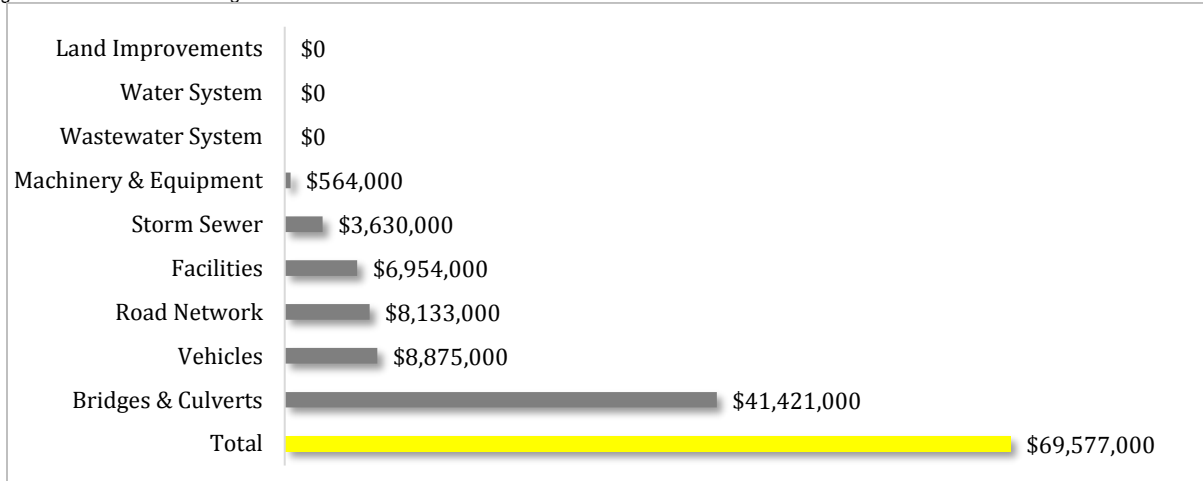 Land Improvements $0
Water System $0
Wastewater System $0
Machinery & Equipment $564,000
Storm Sewer $3,630,000
Facilities $6,954,000
Road Network $8,133,000
Vehicles $8,875,000
Bridges & Culverts $41,421,000
Total $69,577,000